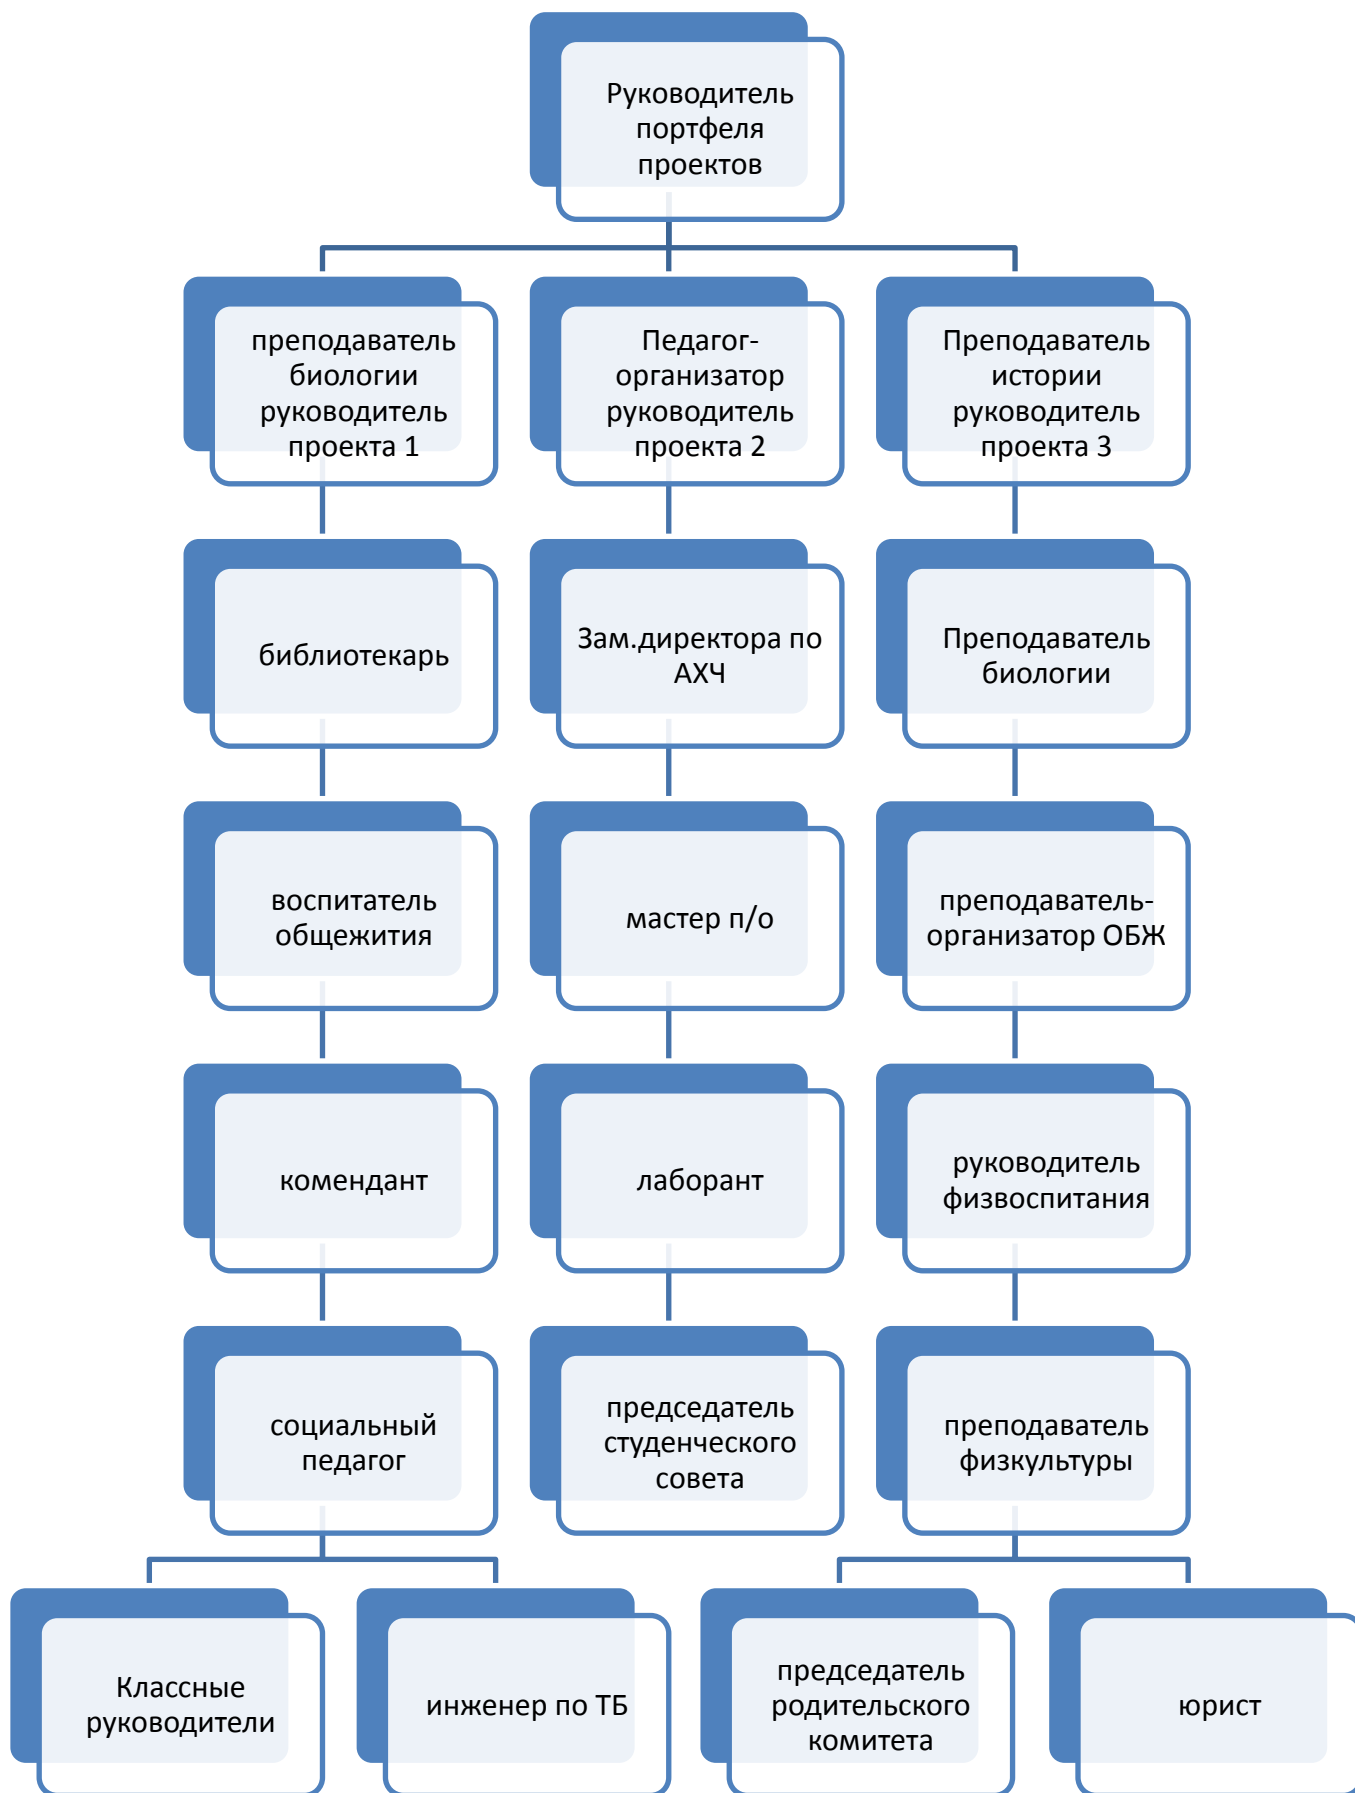 Руководитель
портфеля
проектов
преподаватель
биологии
руководитель
проекта 1
Педагог-
организатор
руководитель
проекта 2
Преподаватель
истории
руководитель
проекта 3
библиотекарь
Зам.директора по
АХЧ
Преподаватель
биологии
воспитатель
общежития
мастер п/о
преподаватель-
организатор ОБЖ
комендант
лаборант
руководитель
физвоспитания
социальный
педагог
председатель
студенческого
совета
преподаватель
физкультуры
Классные
руководители
инженер по ТБ
председатель
родительского
комитета
юрист